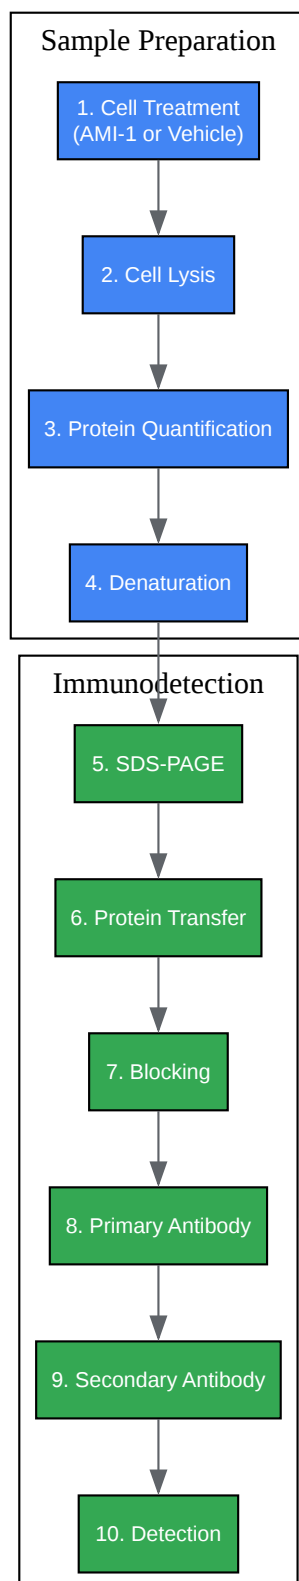 Sample Preparation
1. Cell Treatment
(AMI-1 or Vehicle)
2. Cell Lysis
3. Protein Quantification
4. Denaturation
Immunodetection
5. SDS-PAGE
6. Protein Transfer
7. Blocking
8. Primary Antibody
9. Secondary Antibody
10. Detection